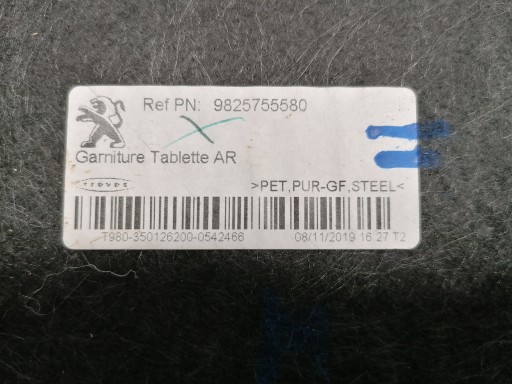 Ref PN: 9825755580
Garniture Tablette AR
>PET,PUR-GF,STEEL<
T980-350126200-0542466
08/11/2019 16 27 T2